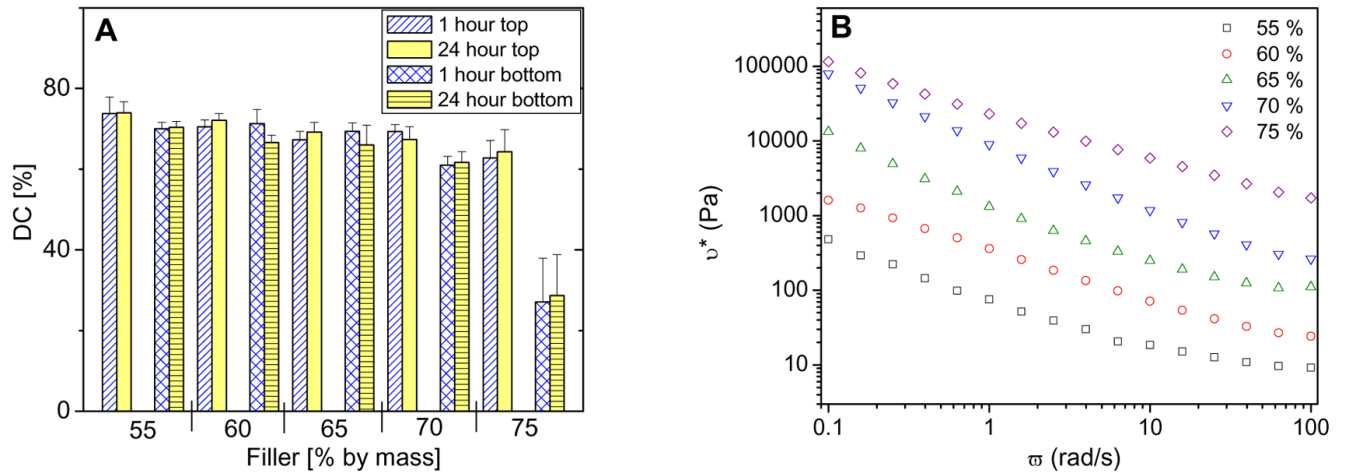 A
1 hour top
24 hour top
1 hour bottom
24 hour bottom
DC [%]
80
40
0
55 60 65 70 75
Filler [% by mass]
B
55 %
60 %
65 %
70 %
75 %
υ* (Pa)
100000
10000
1000
100
10
0.1 1 10 100
ϖ (rad/s)